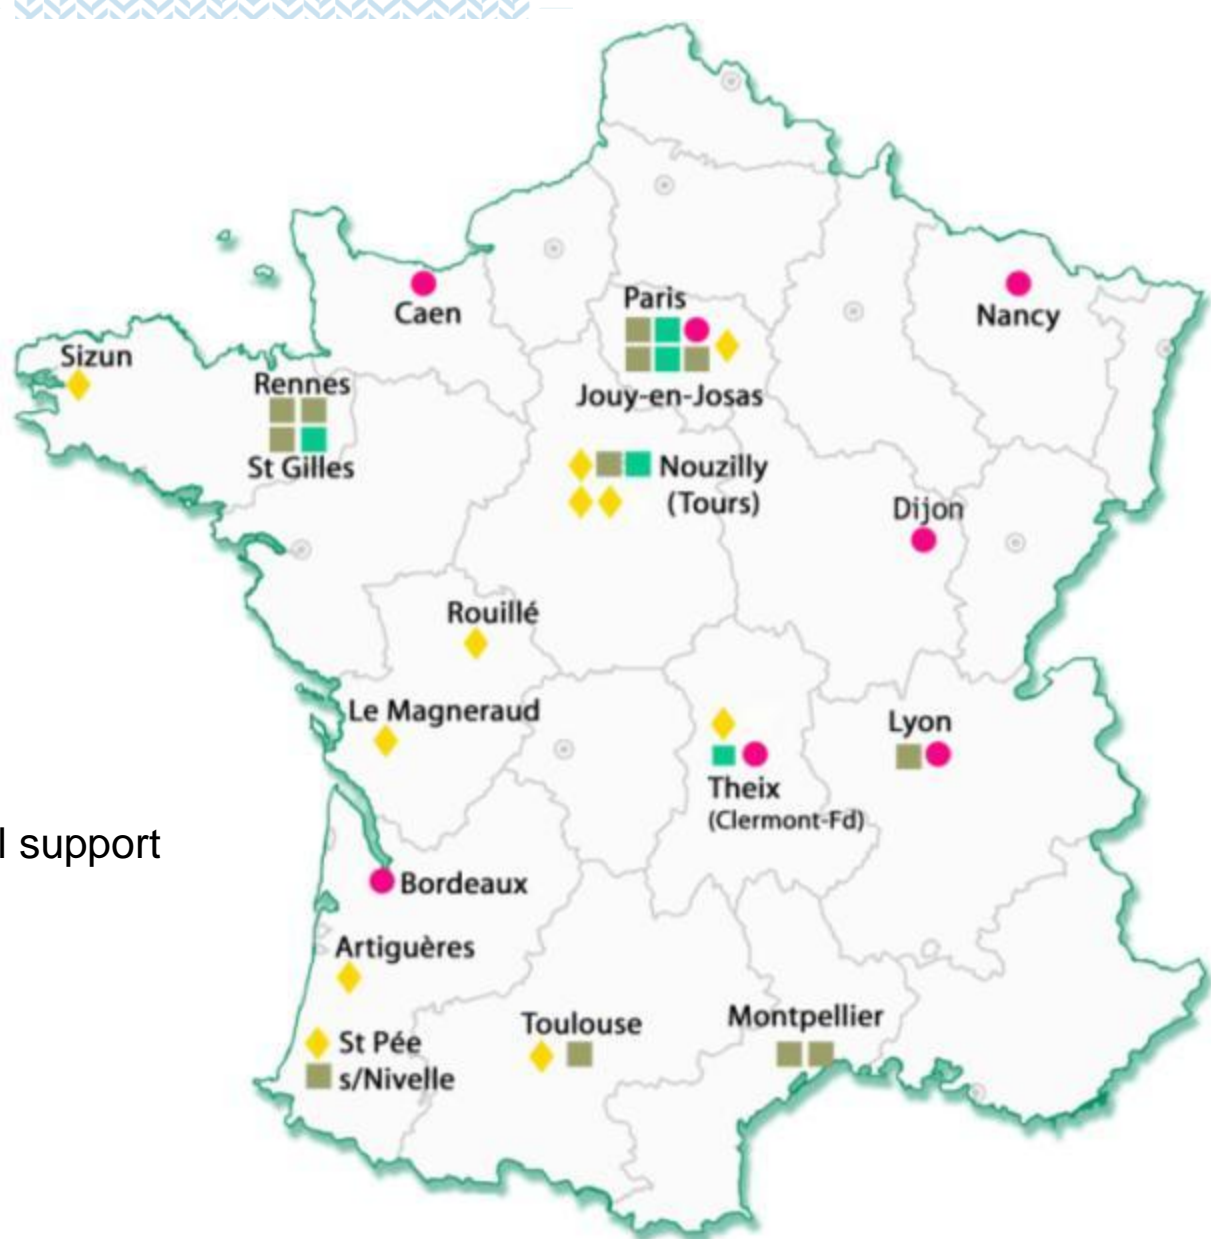 Paris
Caen
Nancy
Sizun
Rennes
Jouy-en-Josas
St Gilles
Nouzilly
(Tours)
Dijon
Rouillé
Le Magneraud
Lyon
Theix
(Clermont-Fd)
l support
Bordeaux
Artiguères
Toulouse
Montpellier
St Pée
s/Nivelle